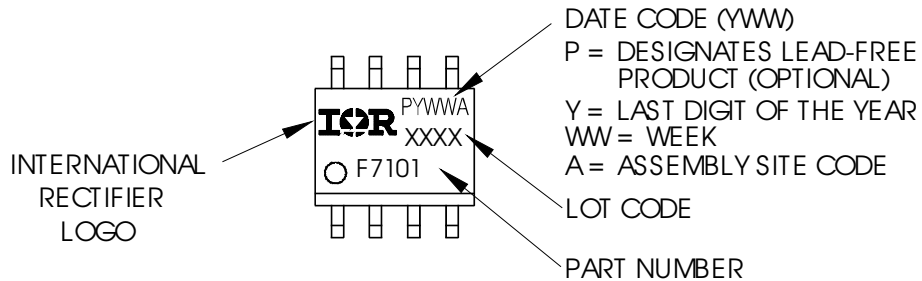 DATE CODE (YWW)
P = DESIGNATES LEAD-FREE
PRODUCT (OPTIONAL)
Y = LAST DIGIT OF THE YEAR
WW = WEEK
A = ASSEMBLY SITE CODE
LOT CODE
PART NUMBER
INTERNATIONAL
RECTIFIER
LOGO
IOR
PYWWA
XXXX
F7101